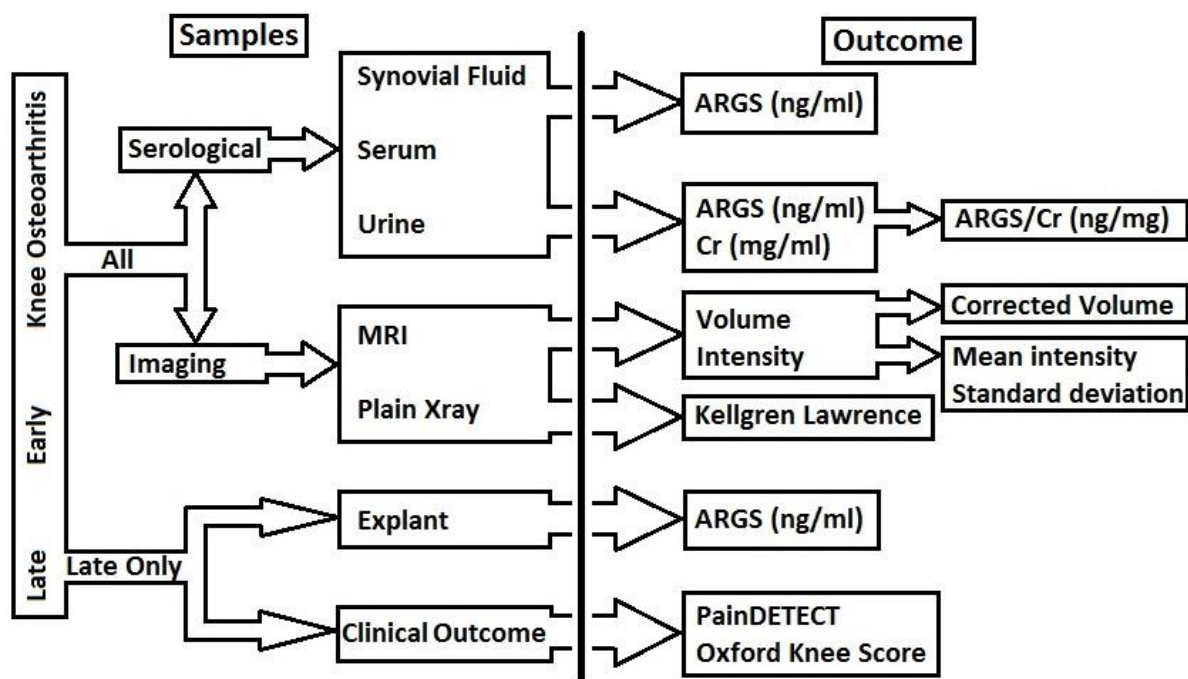 Samples
Outcome
Knee Osteoarthritis
Early
Late
All
Late Only
Serological
Imaging
Synovial Fluid
Serum
Urine
MRI
Plain Xray
Explant
Clinical Outcome
ARGS (ng/ml)
ARGS (ng/ml)
Cr (mg/ml)
ARGS/Cr (ng/mg)
Volume
Intensity
Corrected Volume
Mean intensity
Standard deviation
Kellgren Lawrence
ARGS (ng/ml)
PainDETECT
Oxford Knee Score